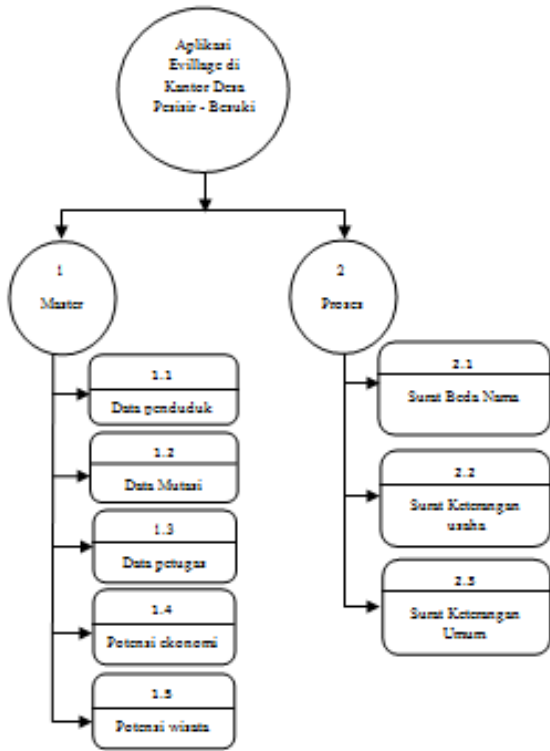 Aplikasi
Evillage di
Kantor Desa
Pesisir - Besuki
1
Master
2
Proses
1.1
Data penduduk
1.2
Data Mutasi
1.3
Data petugas
1.4
Potensi ekonomi
1.5
Potensi wisata
2.1
Surat Beda Nama
2.2
Surat Keterangan
usaha
2.3
Surat Keterangan
Umum